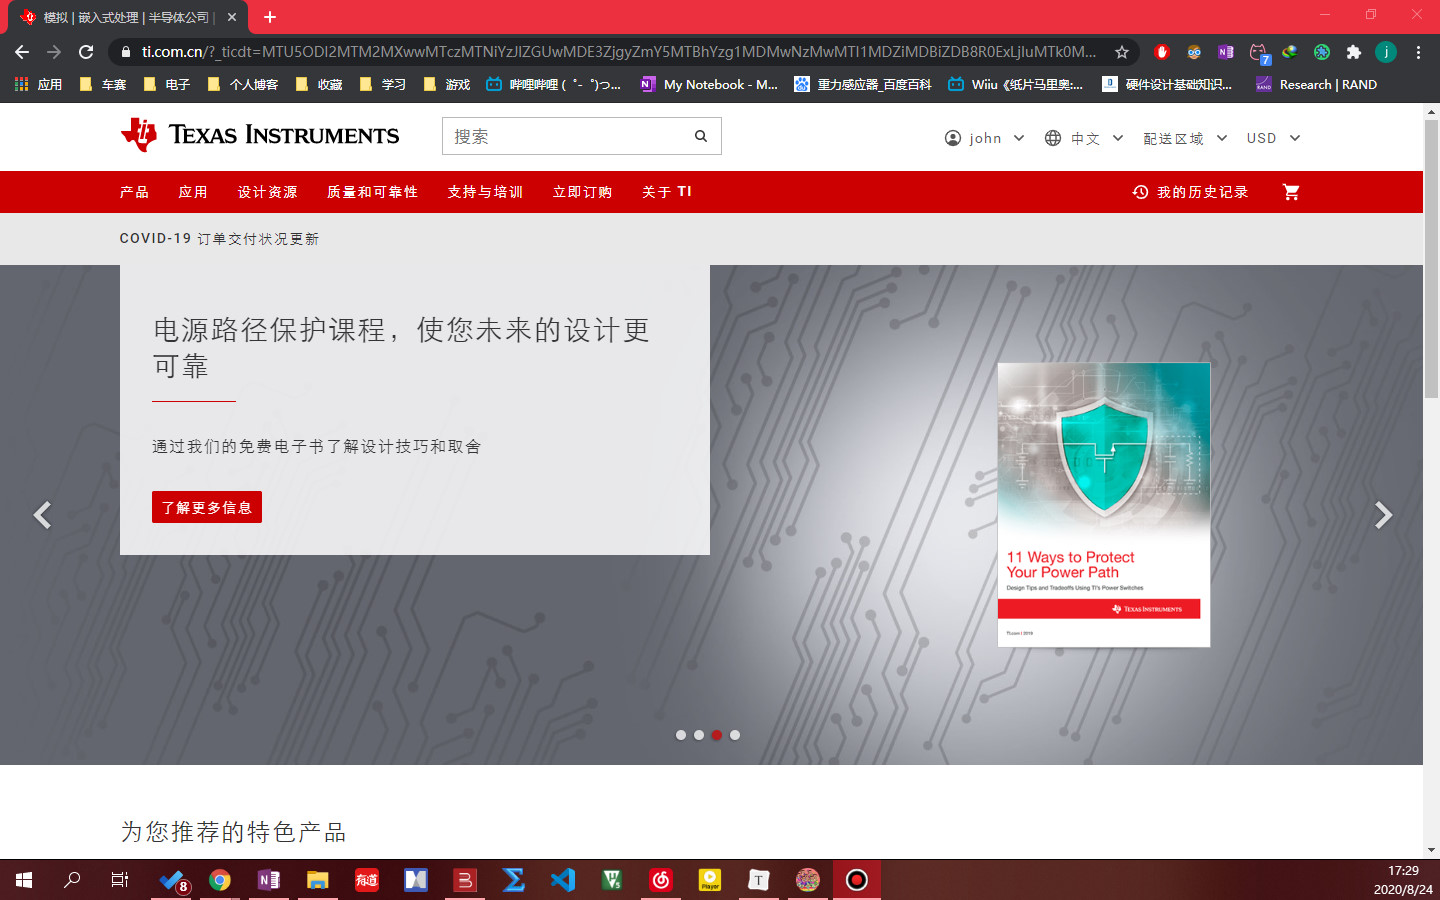 模拟 | 嵌入式处理 | 半导体公司 |
ti.com.cn/?_ticdt=
应用
车赛
电子
个人博客
收藏
学习
游戏
哔哩哔哩 (゜-゜)つ...
My Notebook - M...
重力感应器_百度百科
Wiiu《纸片马里奥:...
硬件设计基础知识...
Research | RAND
TEXAS INSTRUMENTS
搜索
john
中文
配送区域
USD
产品
应用
设计资源
质量和可靠性
支持与培训
立即订购
关于 TI
我的历史记录
COVID-19 订单交付状况更新
电源路径保护课程，使您未来的设计更
可靠
通过我们的免费电子书了解设计技巧和取舍
了解更多信息
11 Ways to Protect
Your Power Path
Design Tips and Tradeoffs Using TI's Power Switches
TEXAS INSTRUMENTS
为您推荐的特色产品
8
有道
Player
17:29
2020/8/24